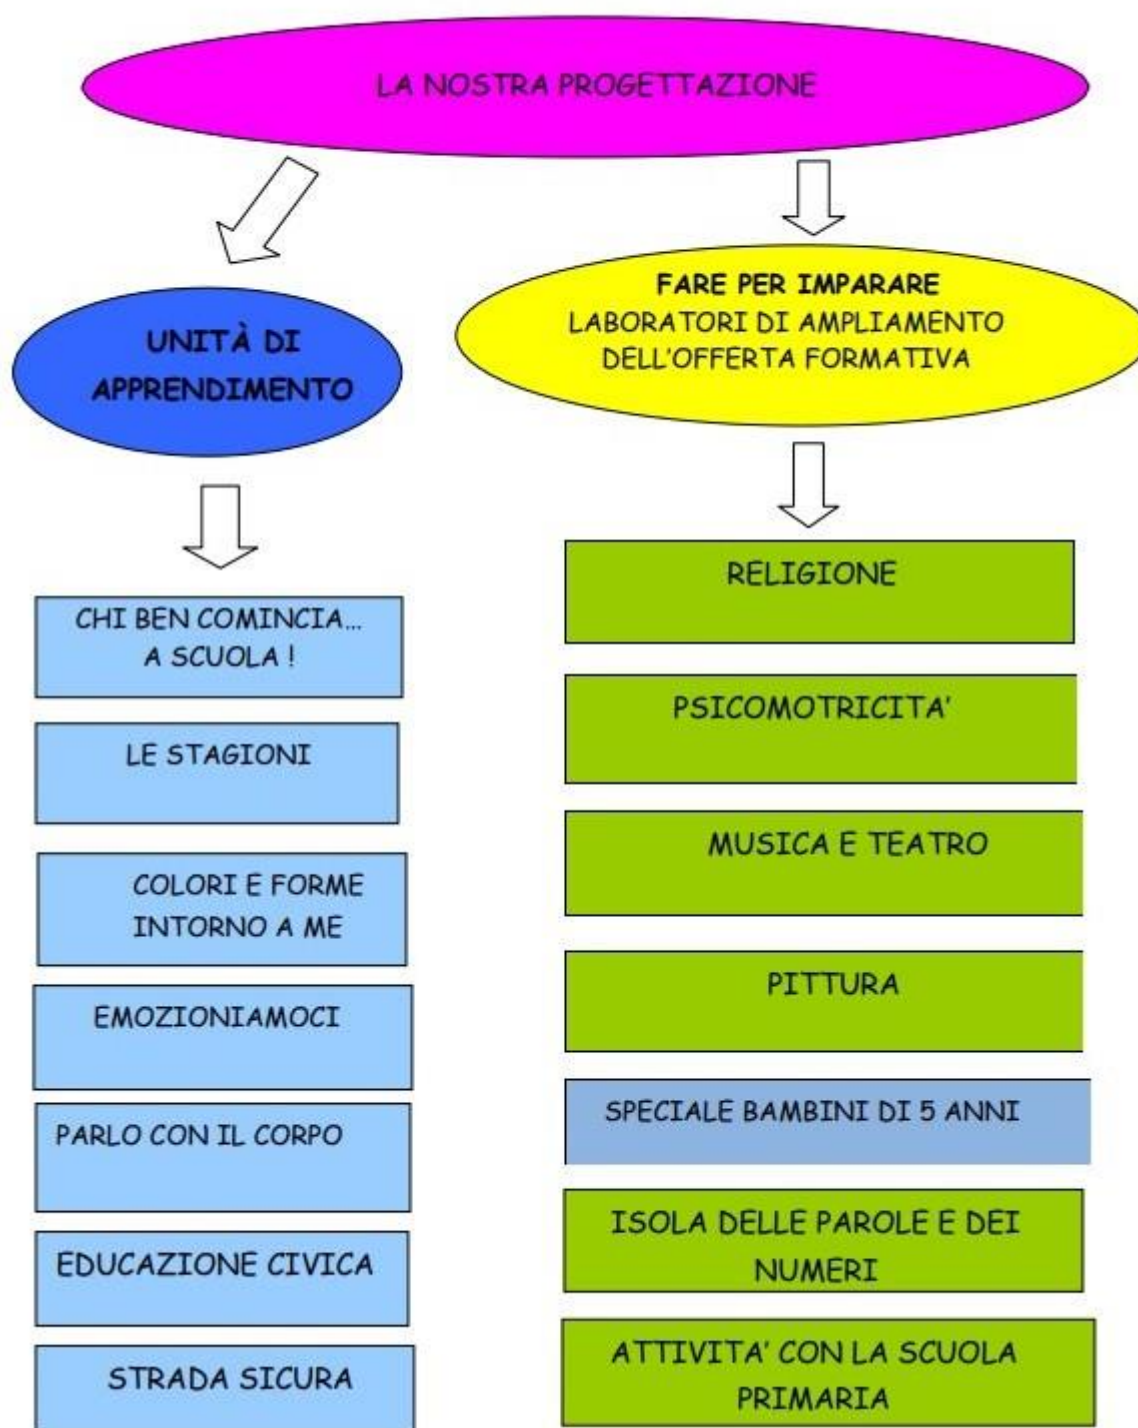 LA NOSTRA PROGETTAZIONE
UNITÀ DI
APPRENDIMENTO
CHI BEN COMINCIA...
A SCUOLA !
LE STAGIONI
COLORI E FORME
INTORNO A ME
EMOZIONIAMOCI
PARLO CON IL CORPO
EDUCAZIONE CIVICA
STRADA SICURA
FARE PER IMPARARE
LABORATORI DI AMPLIAMENTO
DELL'OFFERTA FORMATIVA
RELIGIONE
PSICOMOTRICITA'
MUSICA E TEATRO
PITTURA
SPECIALE BAMBINI DI 5 ANNI
ISOLA DELLE PAROLE E DEI
NUMERI
ATTIVITA' CON LA SCUOLA
PRIMARIA